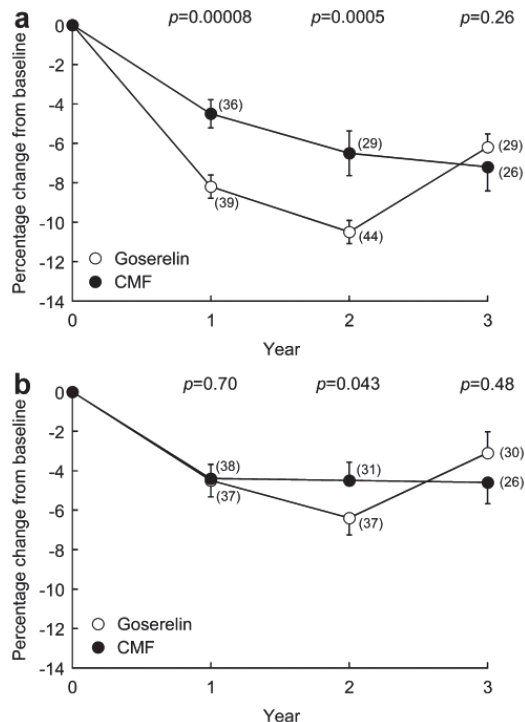 a
p=0.00008 p=0.0005 p=0.26
Percentage change from baseline
0
-2
-4
-6
-8
-10
-12
-14
(36)
(29)
(29)
(26)
(39)
(44)
Goserelin
CMF
0 1 2 3
Year
b
p=0.70 p=0.043 p=0.48
Percentage change from baseline
0
-2
-4
-6
-8
-10
-12
-14
(38)
(31)
(30)
(37)
(37)
(26)
Goserelin
CMF
0 1 2 3
Year